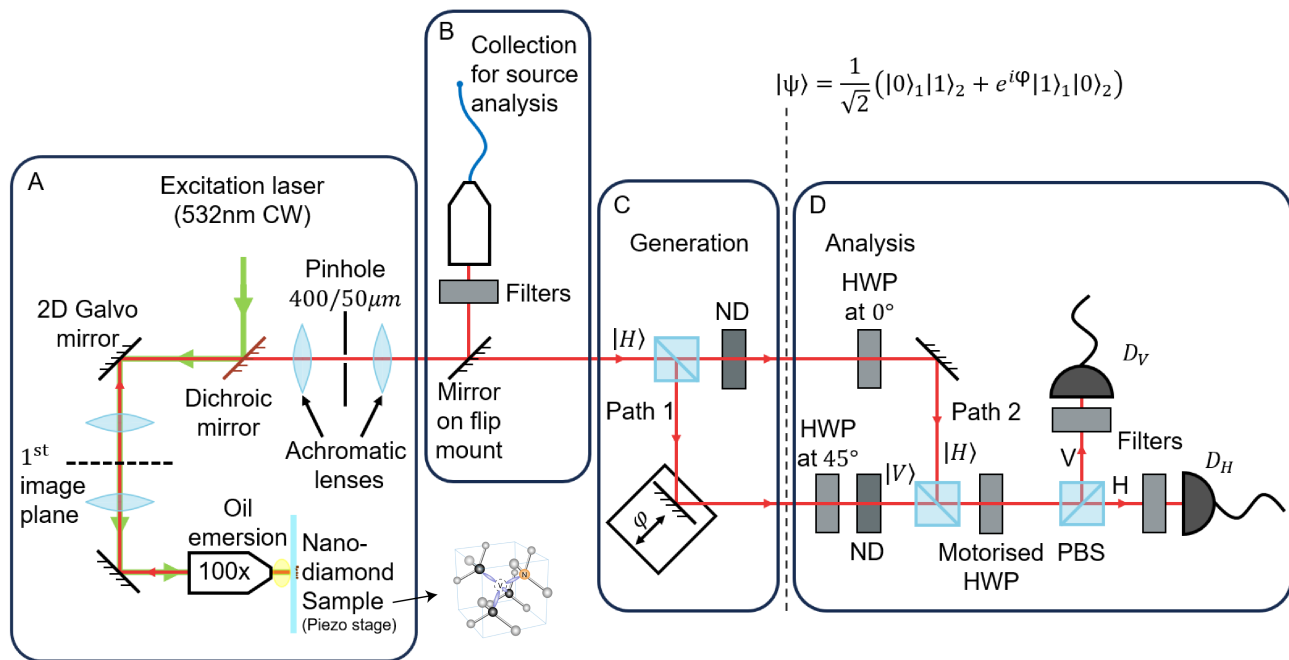 A
Excitation laser
(532nm CW)
2D Galvo
mirror
Dichroic
mirror
Pinhole
400/50μm
Achromatic
lenses
1st
image
plane
Oil
emersion
100x
Nano-
diamond
Sample
(Piezo stage)
V
N
B
Collection
for source
analysis
Filters
Mirror
on flip
mount
C
Generation
|H⟩
ND
Path 1
φ
|ψ⟩ = 1/√2 (|0⟩₁|1⟩₂ + e^{iφ}|1⟩₁|0⟩₂)
D
Analysis
HWP
at 0°
Path 2
|H⟩
HWP
at 45°
|V⟩
ND
Motorised
HWP
PBS
V
H
Filters
D_V
D_H